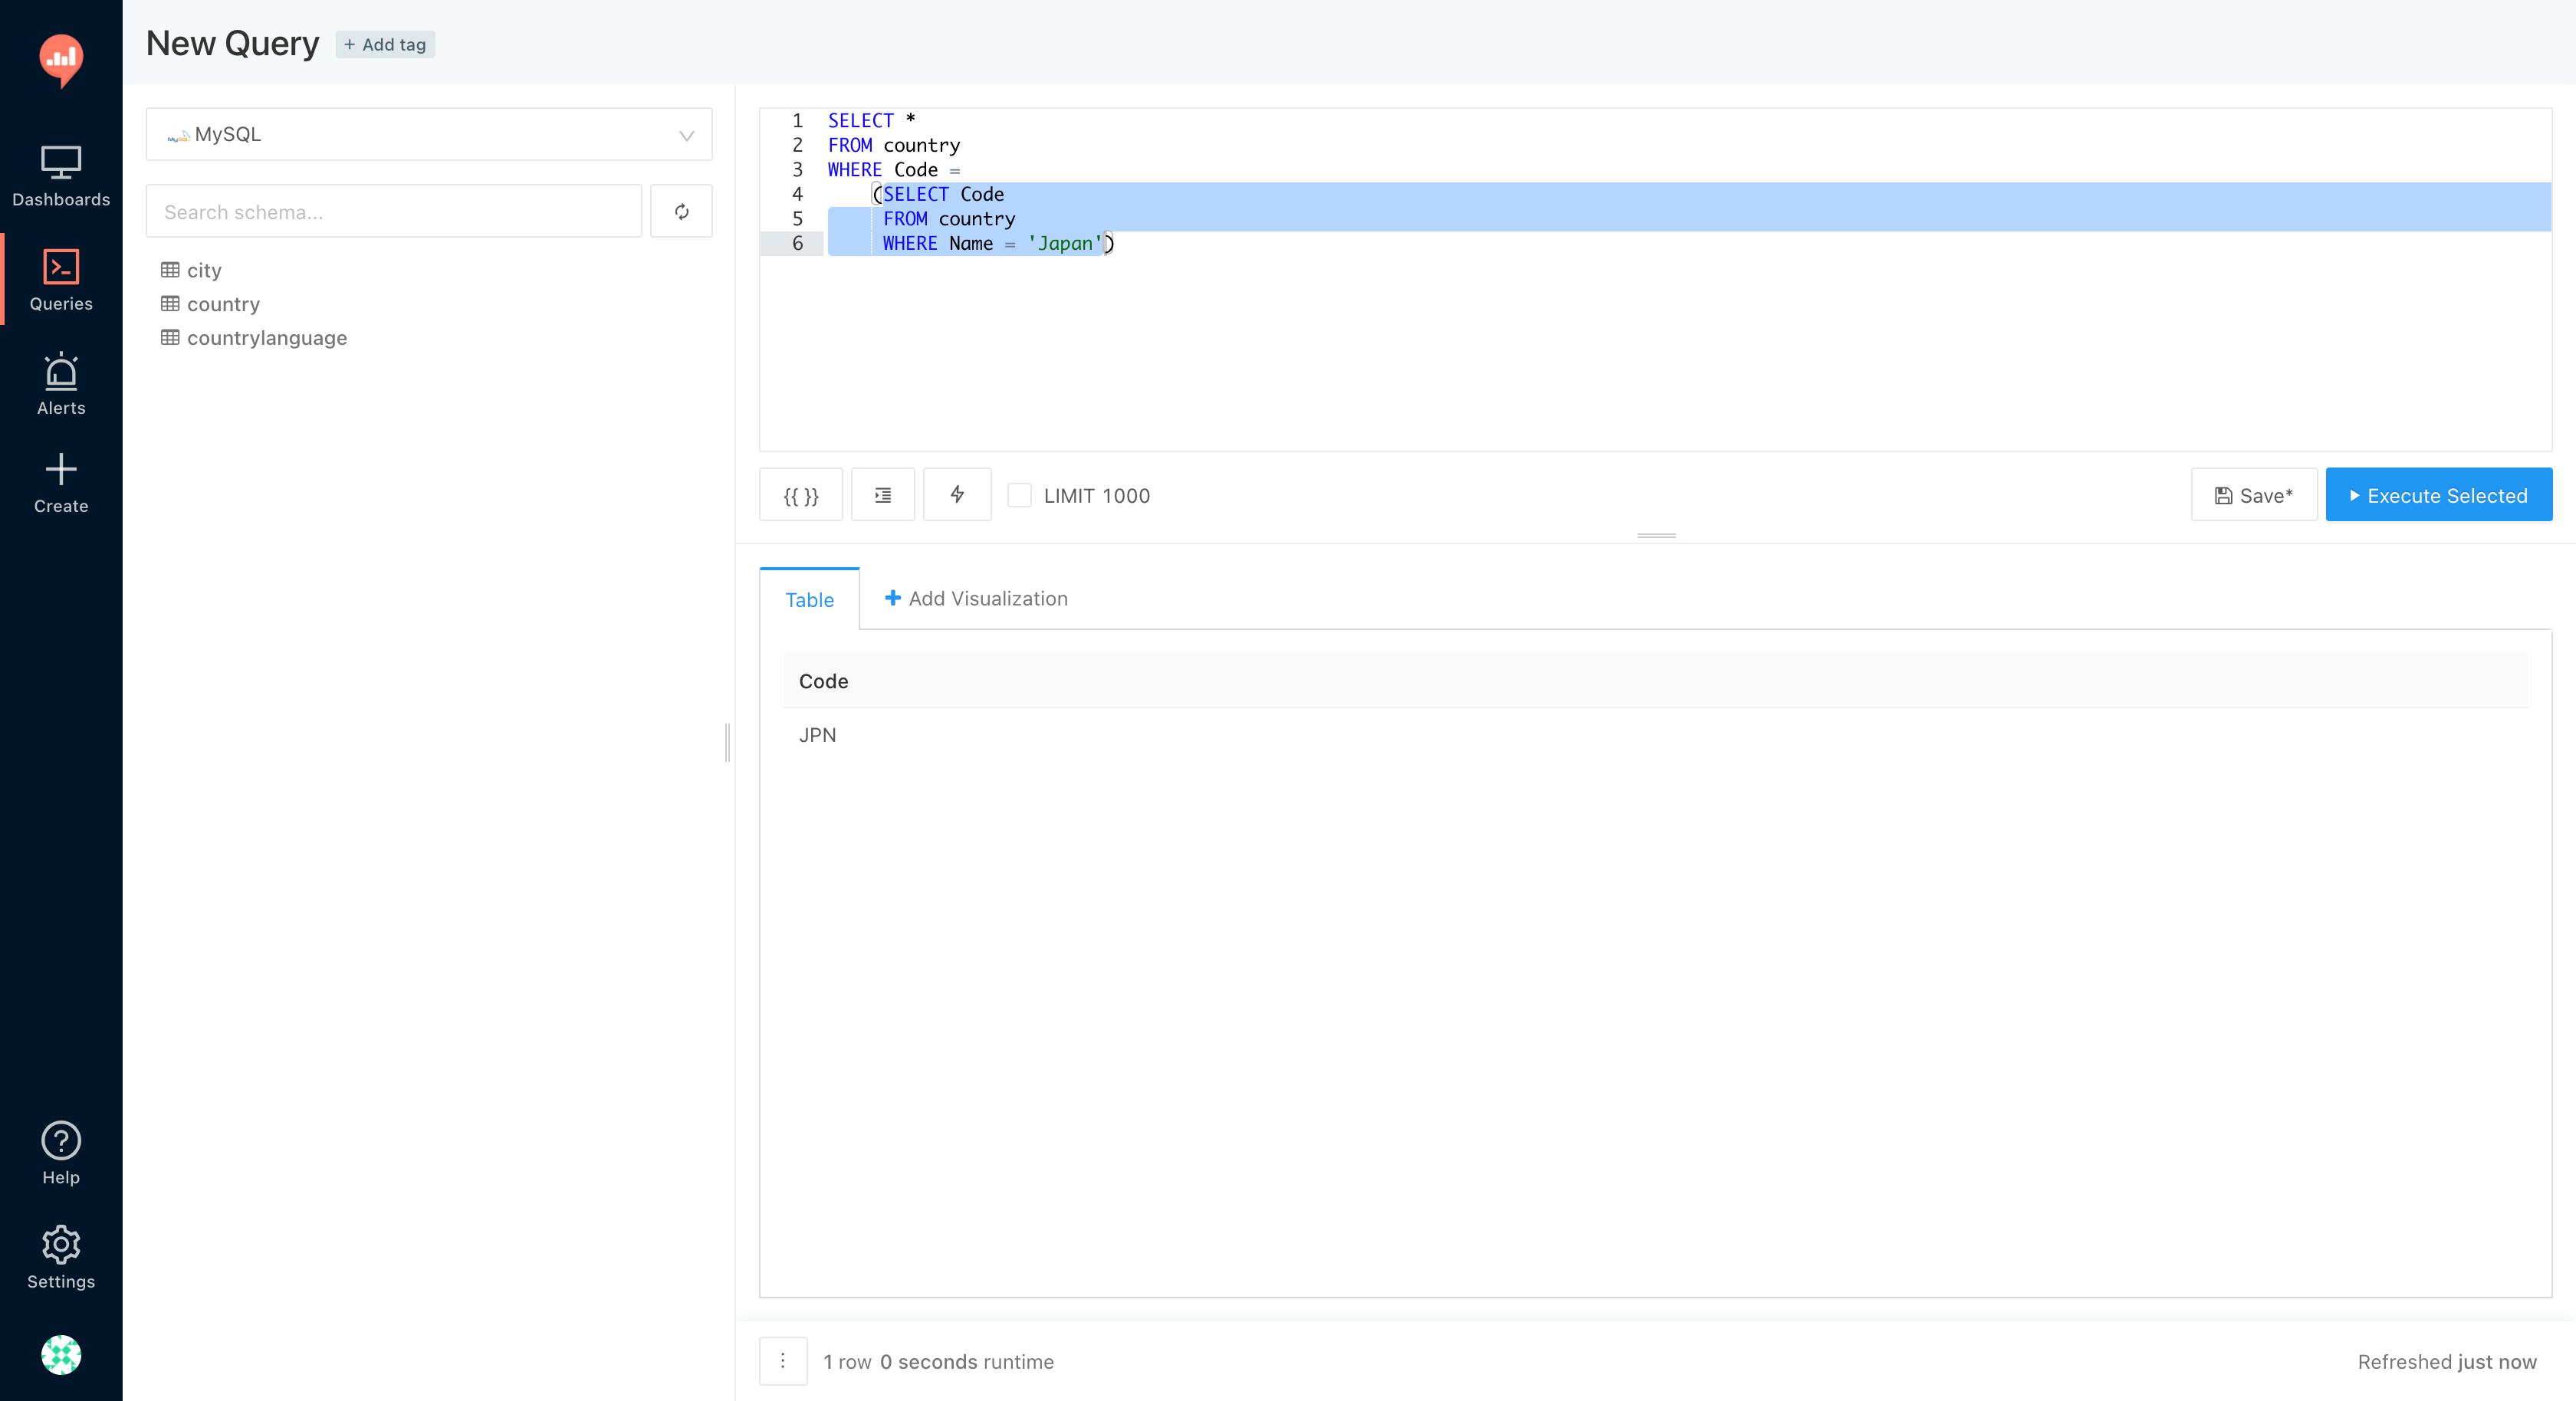 New Query + Add tag
MySQL
Search schema...
city
country
countrylanguage
Dashboards
Queries
Alerts
Create
Help
Settings
1 SELECT *
2 FROM country
3 WHERE Code =
4 (SELECT Code
5 FROM country
6 WHERE Name = 'Japan')
{{ }} LIMIT 1000 Save* Execute Selected
Table Add Visualization
Code
JPN
1 row 0 seconds runtime Refreshed just now